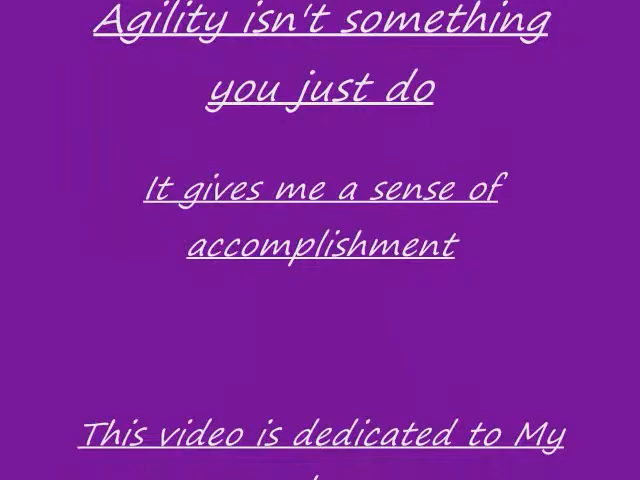 Agility isn't something
you just do
It gives me a sense of
accomplishment
This video is dedicated to My